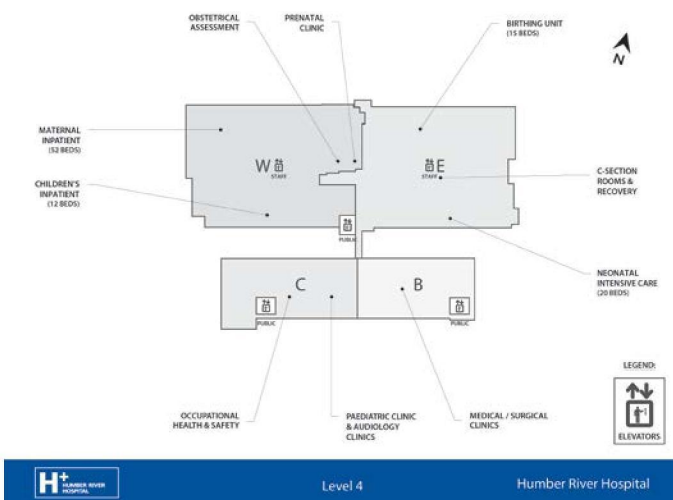 OBSTETRICAL
ASSESSMENT
PRENATAL
CLINIC
BIRTHING UNIT
(15 BEDS)
N
MATERNAL
INPATIENT
(52 BEDS)
W
STAFF
E
STAFF
C-SECTION
ROOMS &
RECOVERY
CHILDREN'S
INPATIENT
(12 BEDS)
PUBLIC
NEONATAL
INTENSIVE CARE
(20 BEDS)
C
B
PUBLIC
PUBLIC
LEGEND:
ELEVATORS
OCCUPATIONAL
HEALTH & SAFETY
PAEDIATRIC CLINIC
& AUDIOLOGY
CLINICS
MEDICAL / SURGICAL
CLINICS
H+
HUMBER RIVER
HOSPITAL
Level 4
Humber River Hospital